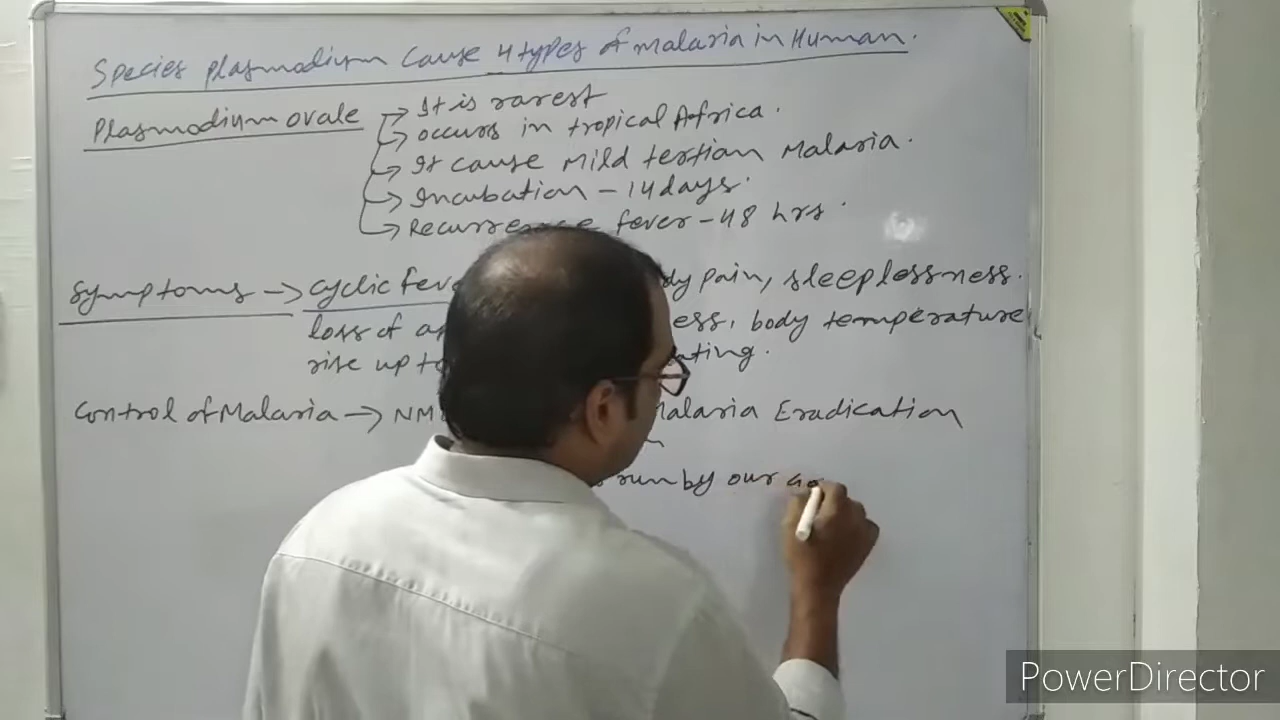 Species plasmodium cause 4 types of malaria in Human.
Plasmodium ovale → It is rarest
→ occurs in tropical Africa.
→ It cause Mild tertian Malaria.
→ Incubation - 14 days.
→ Recurrence fever - 48 hrs.
Symptoms → cyclic pain, sleeplessness.
loss of body temperature
rise up to
Control of Malaria → Malaria Eradication
run by our
PowerDirector